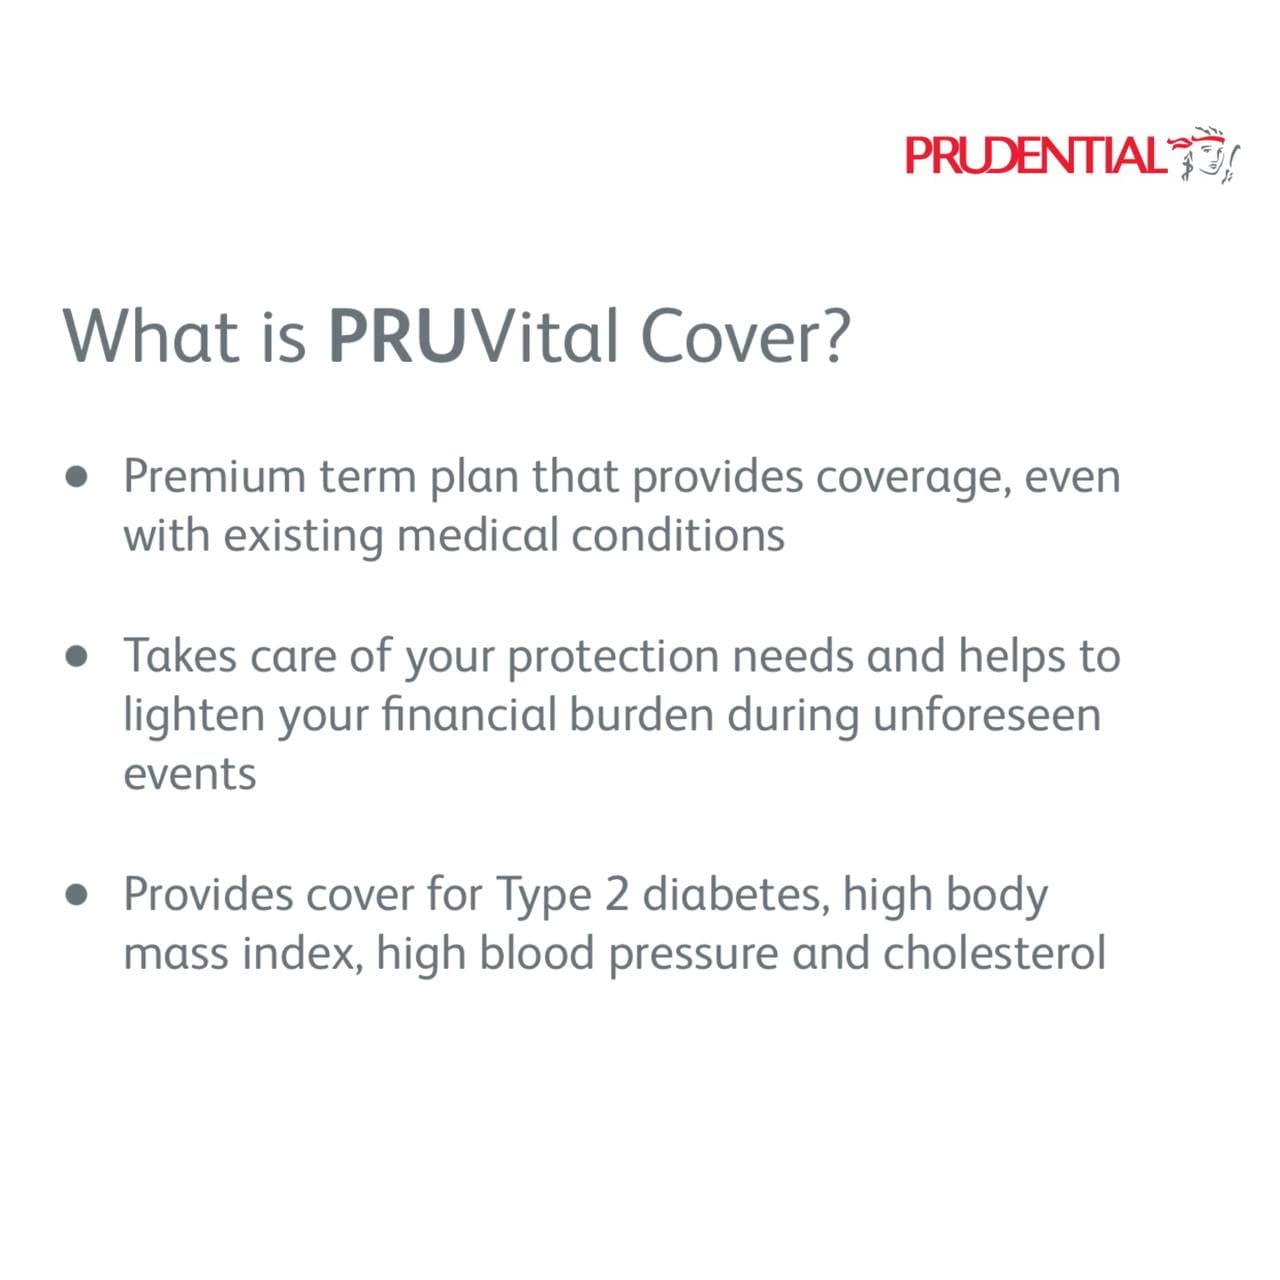 PRUDENTIAL
What is PRUVital Cover?
● Premium term plan that provides coverage, even
with existing medical conditions
● Takes care of your protection needs and helps to
lighten your financial burden during unforeseen
events
● Provides cover for Type 2 diabetes, high body
mass index, high blood pressure and cholesterol